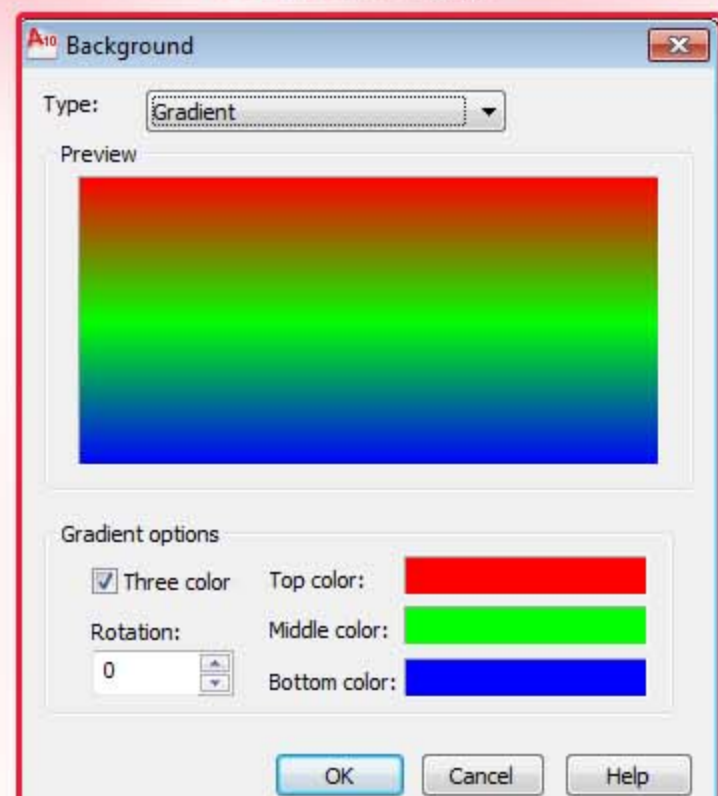 A10 Background
Type: Gradient
Preview
Gradient options
Three color Top color:
Rotation: Middle color:
0 Bottom color:
OK Cancel Help